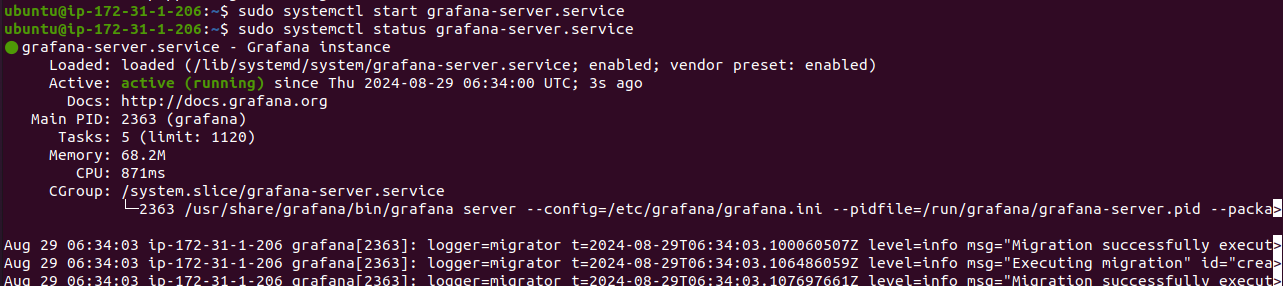 ubuntu@ip-172-31-1-206:~$ sudo systemctl start grafana-server.service
ubuntu@ip-172-31-1-206:~$ sudo systemctl status grafana-server.service
● grafana-server.service - Grafana instance
Loaded: loaded (/lib/systemd/system/grafana-server.service; enabled; vendor preset: enabled)
Active: active (running) since Thu 2024-08-29 06:34:00 UTC; 3s ago
Docs: http://docs.grafana.org
Main PID: 2363 (grafana)
Tasks: 5 (limit: 1120)
Memory: 68.2M
CPU: 871ms
CGroup: /system.slice/grafana-server.service
└─2363 /usr/share/grafana/bin/grafana server --config=/etc/grafana/grafana.ini --pidfile=/run/grafana/grafana-server.pid --packa>
Aug 29 06:34:03 ip-172-31-1-206 grafana[2363]: logger=migrator t=2024-08-29T06:34:03.100060507Z level=info msg="Migration successfully execut>
Aug 29 06:34:03 ip-172-31-1-206 grafana[2363]: logger=migrator t=2024-08-29T06:34:03.106486059Z level=info msg="Executing migration" id="crea>
Aug 29 06:34:03 ip-172-31-1-206 grafana[2363]: logger=migrator t=2024-08-29T06:34:03.107697661Z level=info msg="Migration successfully execut>